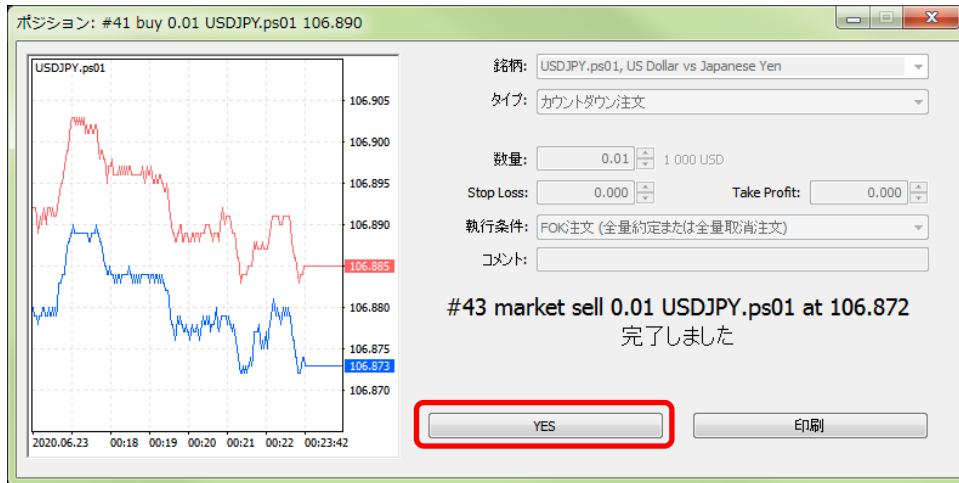 ポジション: #41 buy 0.01 USDJPY.ps01 106.890
USDJPY.ps01
106.905
106.900
106.895
106.890
106.885
106.880
106.875
106.873
106.870
2020.06.23 00:18 00:19 00:20 00:21 00:22 00:23:42
銘柄: USDJPY.ps01, US Dollar vs Japanese Yen
タイプ: カウントダウン注文
数量: 0.01 1 000 USD
Stop Loss: 0.000 Take Profit: 0.000
執行条件: FOK注文 (全量約定または全量取消注文)
コメント:
#43 market sell 0.01 USDJPY.ps01 at 106.872
完了しました
YES 印刷